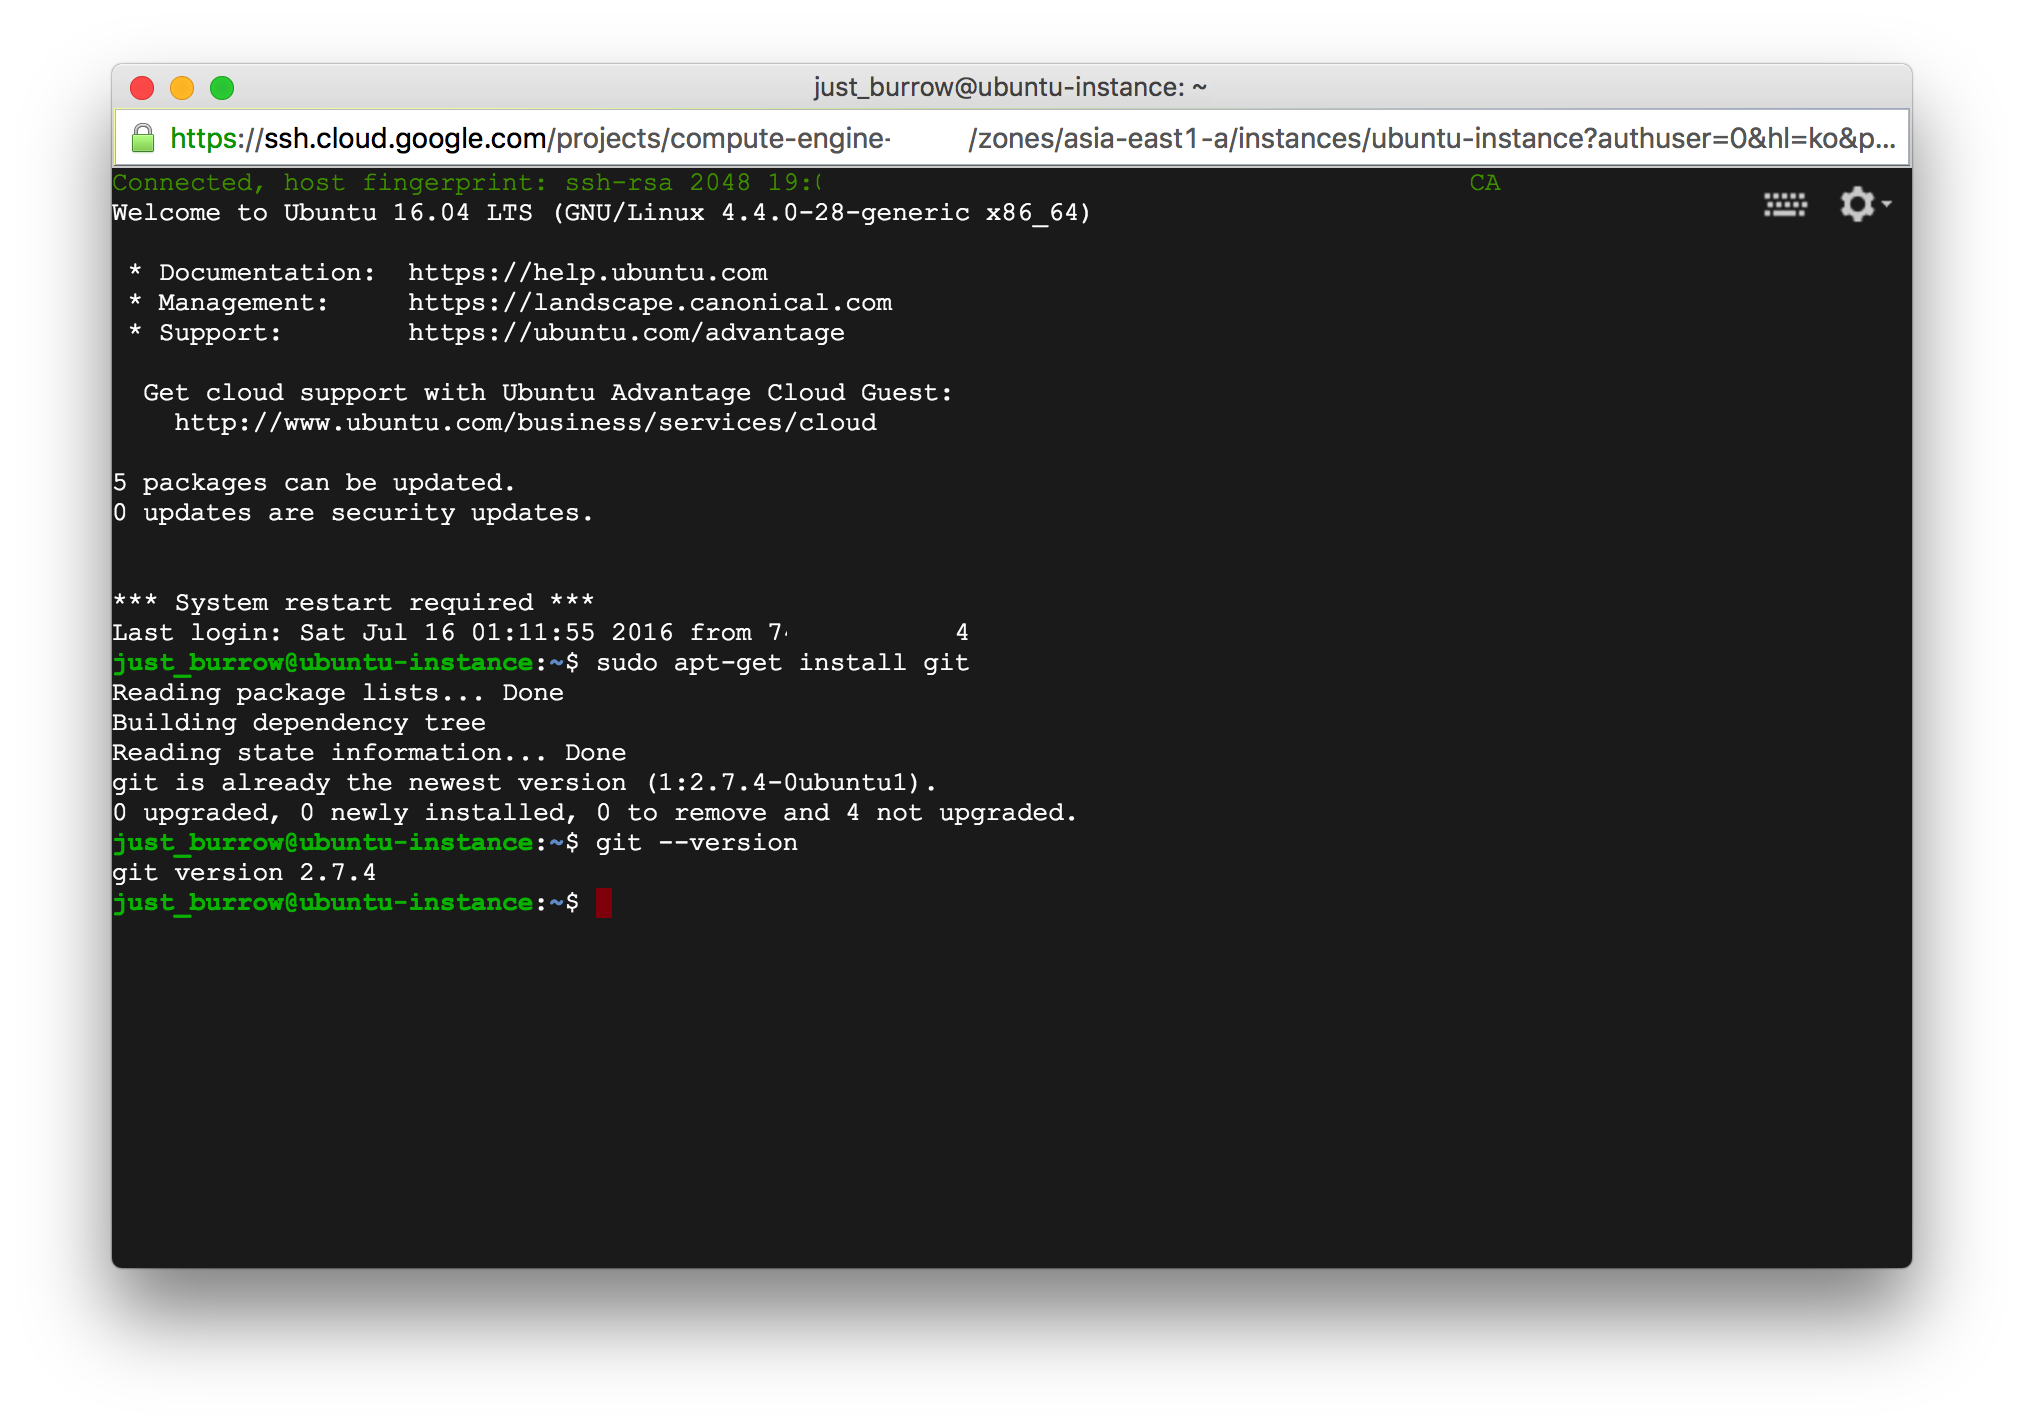 just_burrow@ubuntu-instance: ~
https://ssh.cloud.google.com/projects/compute-engine- /zones/asia-east1-a/instances/ubuntu-instance?authuser=0&hl=ko&p...
Connected, host fingerprint: ssh-rsa 2048 19: CA
Welcome to Ubuntu 16.04 LTS (GNU/Linux 4.4.0-28-generic x86_64)
* Documentation:  https://help.ubuntu.com
* Management:     https://landscape.canonical.com
* Support:        https://ubuntu.com/advantage
Get cloud support with Ubuntu Advantage Cloud Guest:
http://www.ubuntu.com/business/services/cloud
5 packages can be updated.
0 updates are security updates.
*** System restart required ***
Last login: Sat Jul 16 01:11:55 2016 from 7 4
just_burrow@ubuntu-instance:~$ sudo apt-get install git
Reading package lists... Done
Building dependency tree
Reading state information... Done
git is already the newest version (1:2.7.4-0ubuntu1).
0 upgraded, 0 newly installed, 0 to remove and 4 not upgraded.
just_burrow@ubuntu-instance:~$ git --version
git version 2.7.4
just_burrow@ubuntu-instance:~$